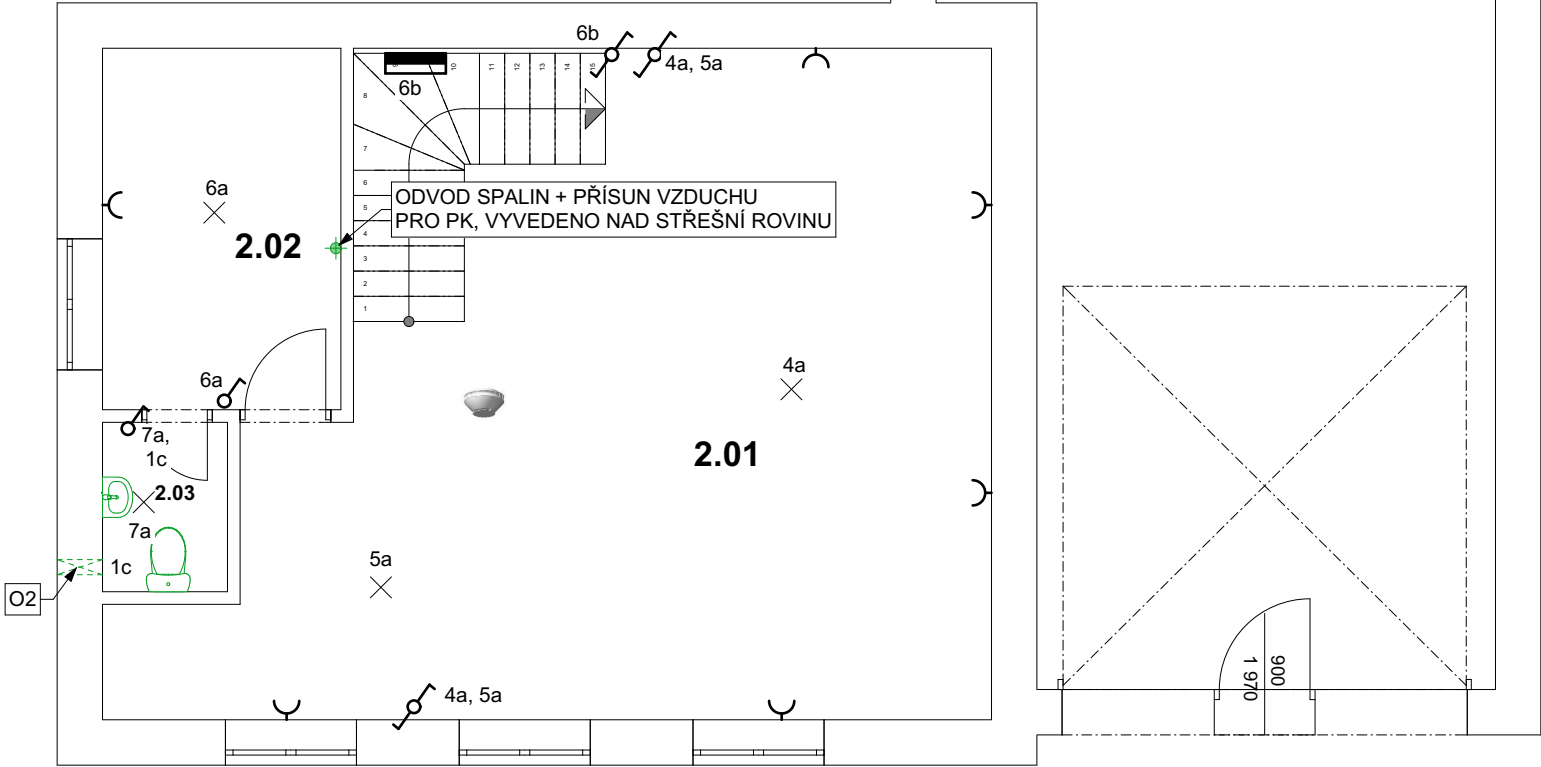 6b
4a, 5a
6b
9
10
11
12
13
14
15
8
7
6
5
4
3
2
1
ODVOD SPALIN + PŘÍSUN VZDUCHU
PRO PK, VYVEDENO NAD STŘEŠNÍ ROVINU
6a
2.02
6a
4a
2.01
7a,
1c
2.03
7a
1c
O2
5a
4a, 5a
900
1 970